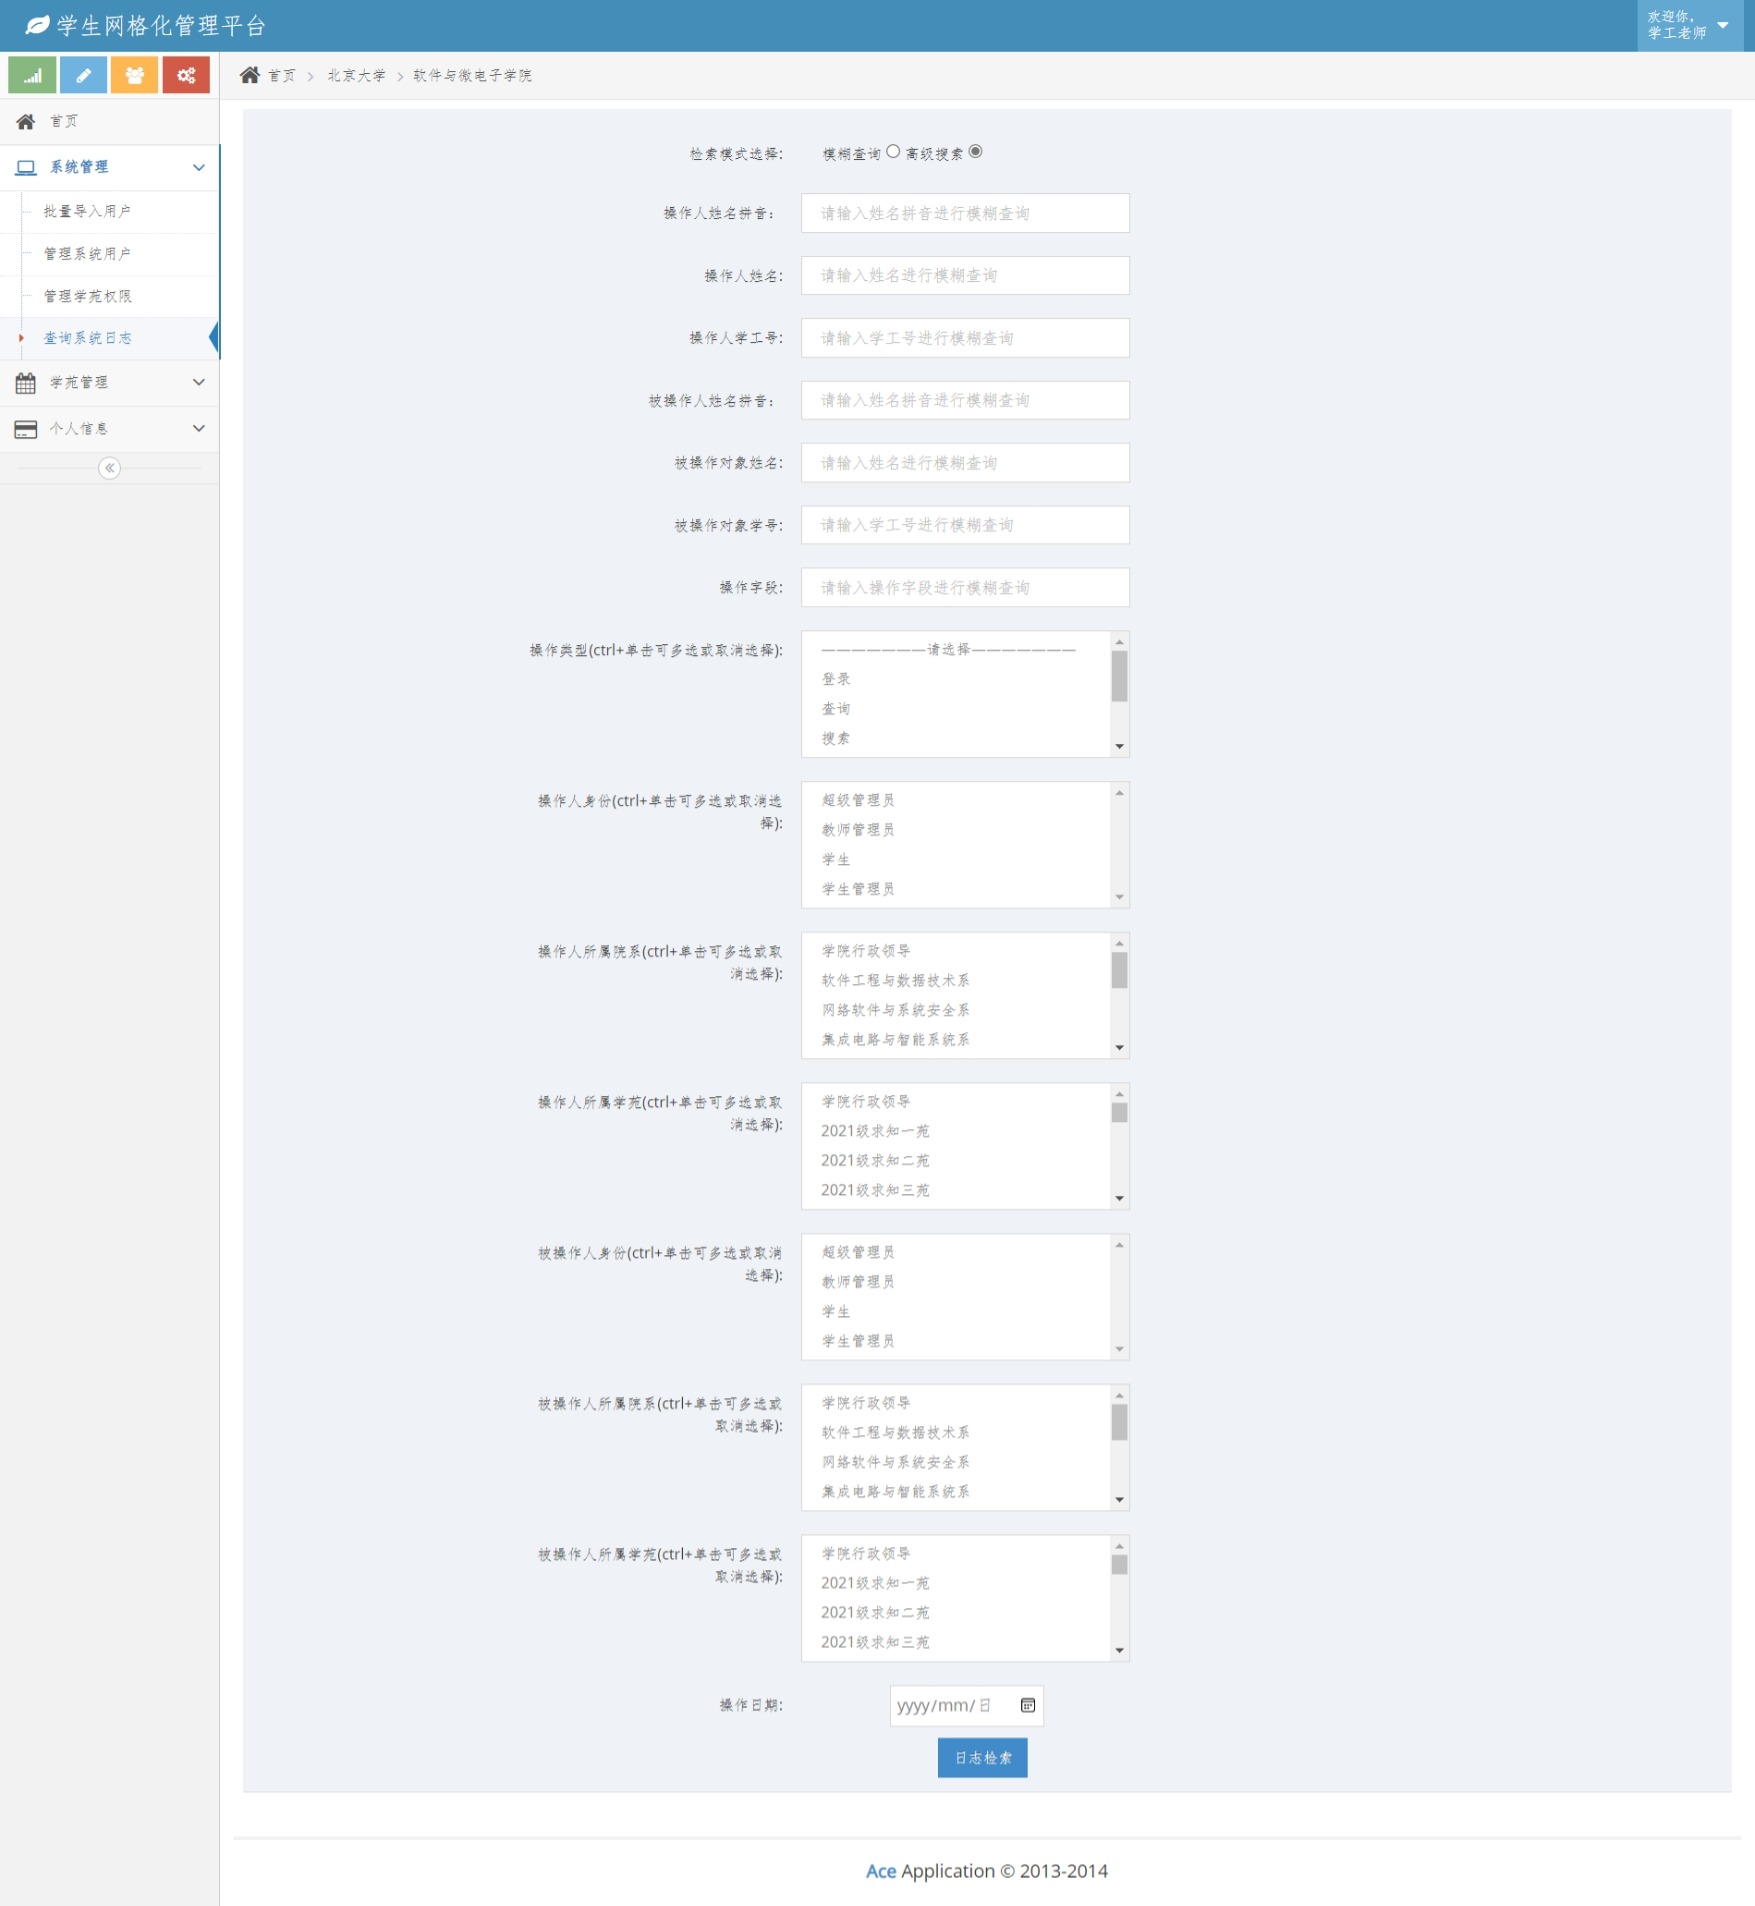 学生网格化管理平台
欢迎你,
学工老师
首页 > 北京大学 > 软件与微电子学院
首页
系统管理
批量导入用户
管理系统用户
管理学苑权限
查询系统日志
学苑管理
个人信息
检索模式选择: 模糊查询 高级搜索
操作人姓名拼音： 请输入姓名拼音进行模糊查询
操作人姓名: 请输入姓名进行模糊查询
操作人学工号: 请输入学工号进行模糊查询
被操作人姓名拼音： 请输入姓名拼音进行模糊查询
被操作对象姓名: 请输入姓名进行模糊查询
被操作对象学号: 请输入学工号进行模糊查询
操作字段: 请输入操作字段进行模糊查询
操作类型(ctrl+单击可多选或取消选择): ———————请选择———————
登录
查询
搜索
操作人身份(ctrl+单击可多选或取消选
择):
超级管理员
教师管理员
学生
学生管理员
操作人所属院系(ctrl+单击可多选或取
消选择):
学院行政领导
软件工程与数据技术系
网络软件与系统安全系
集成电路与智能系统系
操作人所属学苑(ctrl+单击可多选或取
消选择):
学院行政领导
2021级求知一苑
2021级求知二苑
2021级求知三苑
被操作人身份(ctrl+单击可多选或取消
选择):
超级管理员
教师管理员
学生
学生管理员
被操作人所属院系(ctrl+单击可多选或
取消选择):
学院行政领导
软件工程与数据技术系
网络软件与系统安全系
集成电路与智能系统系
被操作人所属学苑(ctrl+单击可多选或
取消选择):
学院行政领导
2021级求知一苑
2021级求知二苑
2021级求知三苑
操作日期: yyyy/mm/日
日志检索
Ace Application © 2013-2014